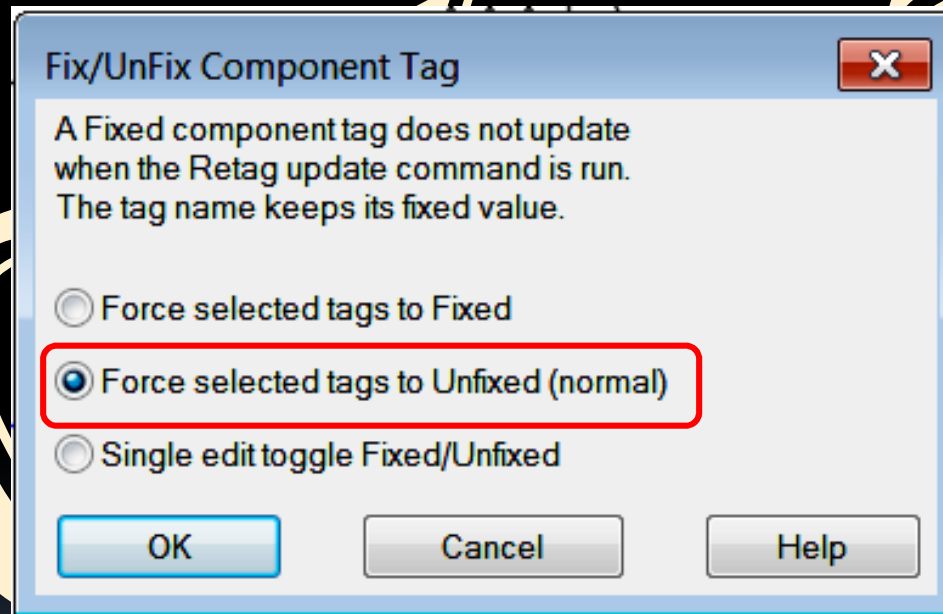 Fix/UnFix Component Tag
A Fixed component tag does not update
when the Retag update command is run.
The tag name keeps its fixed value.
Force selected tags to Fixed
Force selected tags to Unfixed (normal)
Single edit toggle Fixed/Unfixed
OK Cancel Help